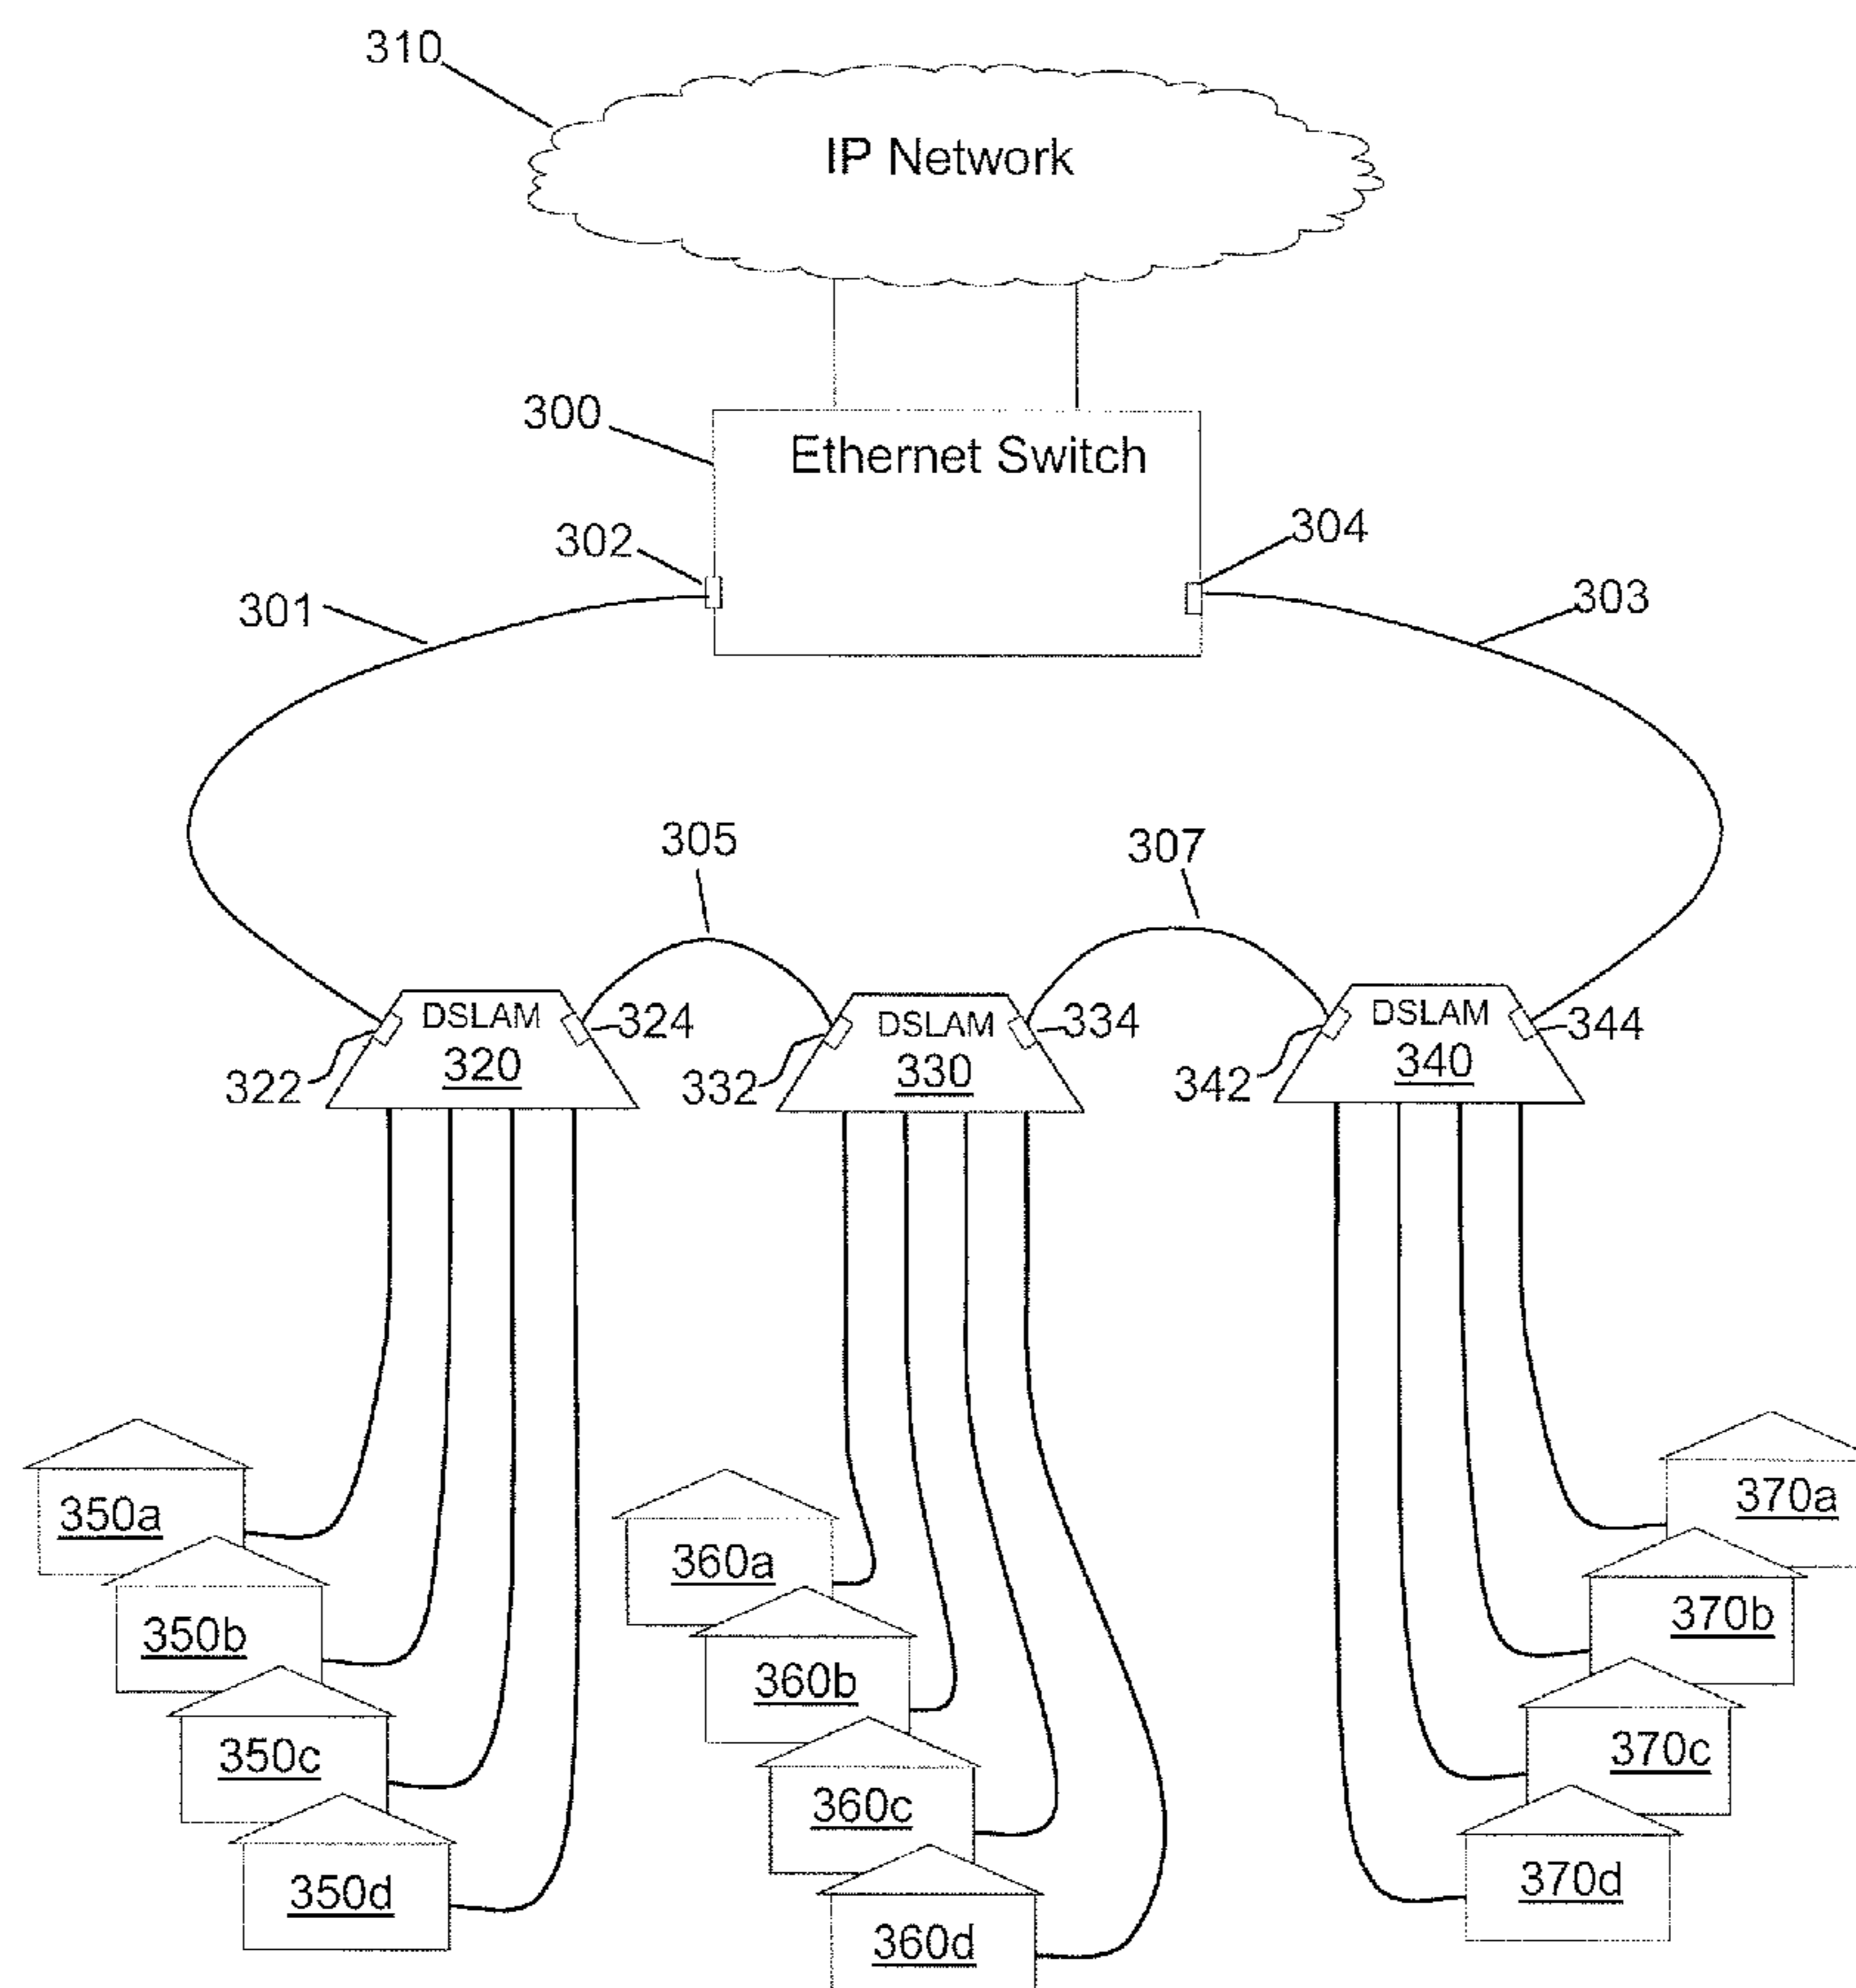 310
IP Network
300
Ethernet Switch
302
304
301
303
305
307
DSLAM
320
322
324
DSLAM
330
332
334
DSLAM
340
342
344
350a
350b
350c
350d
360a
360b
360c
360d
370a
370b
370c
370d